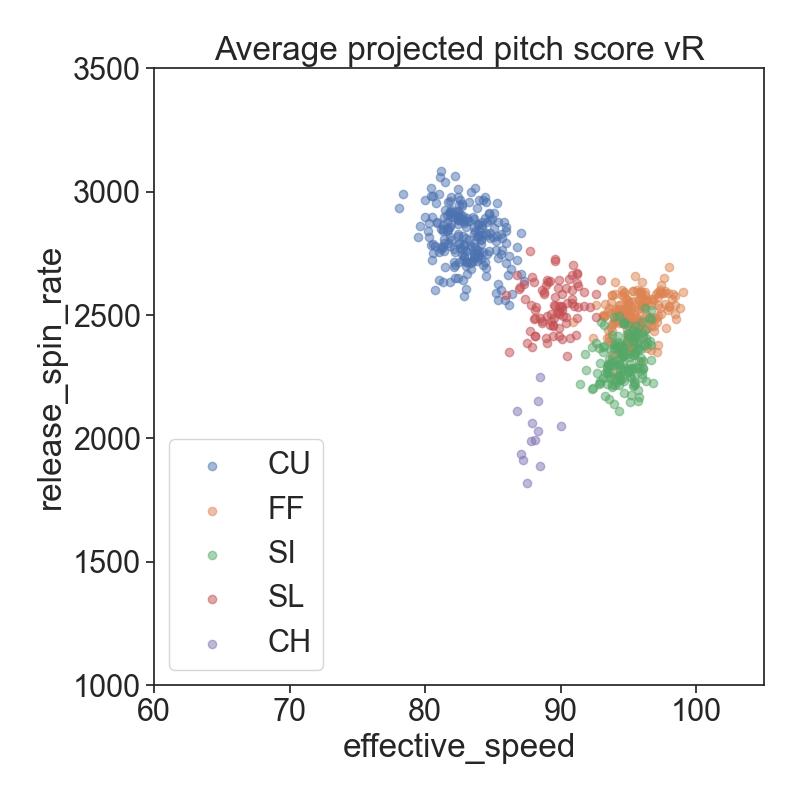 Average projected pitch score vR
3500
3000
2500
2000
1500
1000
release_spin_rate
CU
FF
SI
SL
CH
60 70 80 90 100
effective_speed